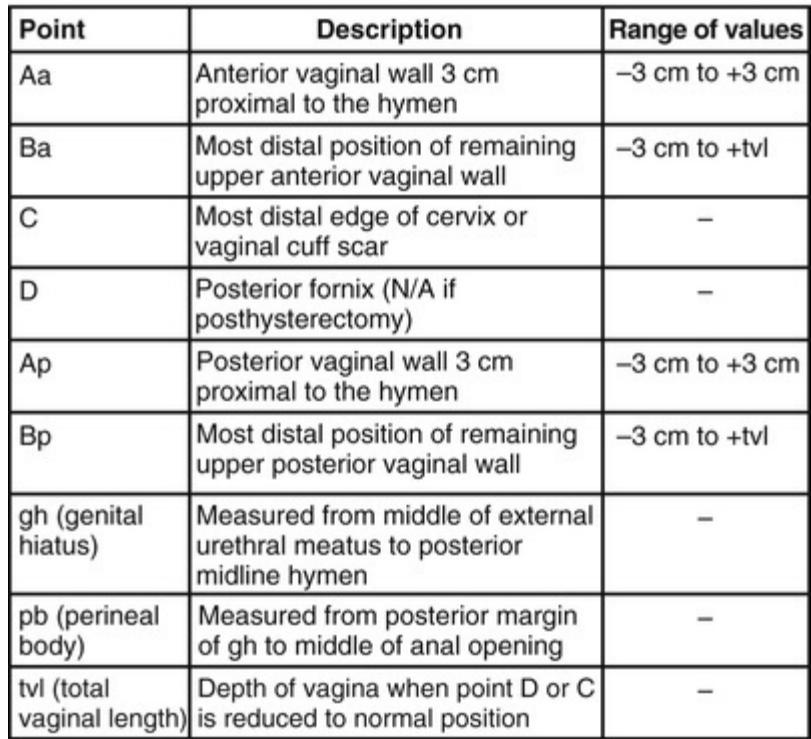 Point Description Range of values
Aa Anterior vaginal wall 3 cm –3 cm to +3 cm
proximal to the hymen
Ba Most distal position of remaining –3 cm to +tvl
upper anterior vaginal wall
C Most distal edge of cervix or –
vaginal cuff scar
D Posterior fornix (N/A if –
posthysterectomy)
Ap Posterior vaginal wall 3 cm –3 cm to +3 cm
proximal to the hymen
Bp Most distal position of remaining –3 cm to +tvl
upper posterior vaginal wall
gh (genital Measured from middle of external –
hiatus) urethral meatus to posterior
midline hymen
pb (perineal Measured from posterior margin –
body) of gh to middle of anal opening
tvl (total Depth of vagina when point D or C –
vaginal length) is reduced to normal position